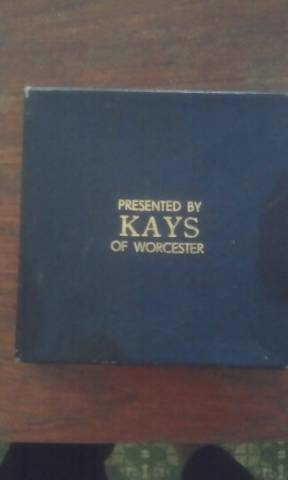 PRESENTED BY
KAYS
OF WORCESTER